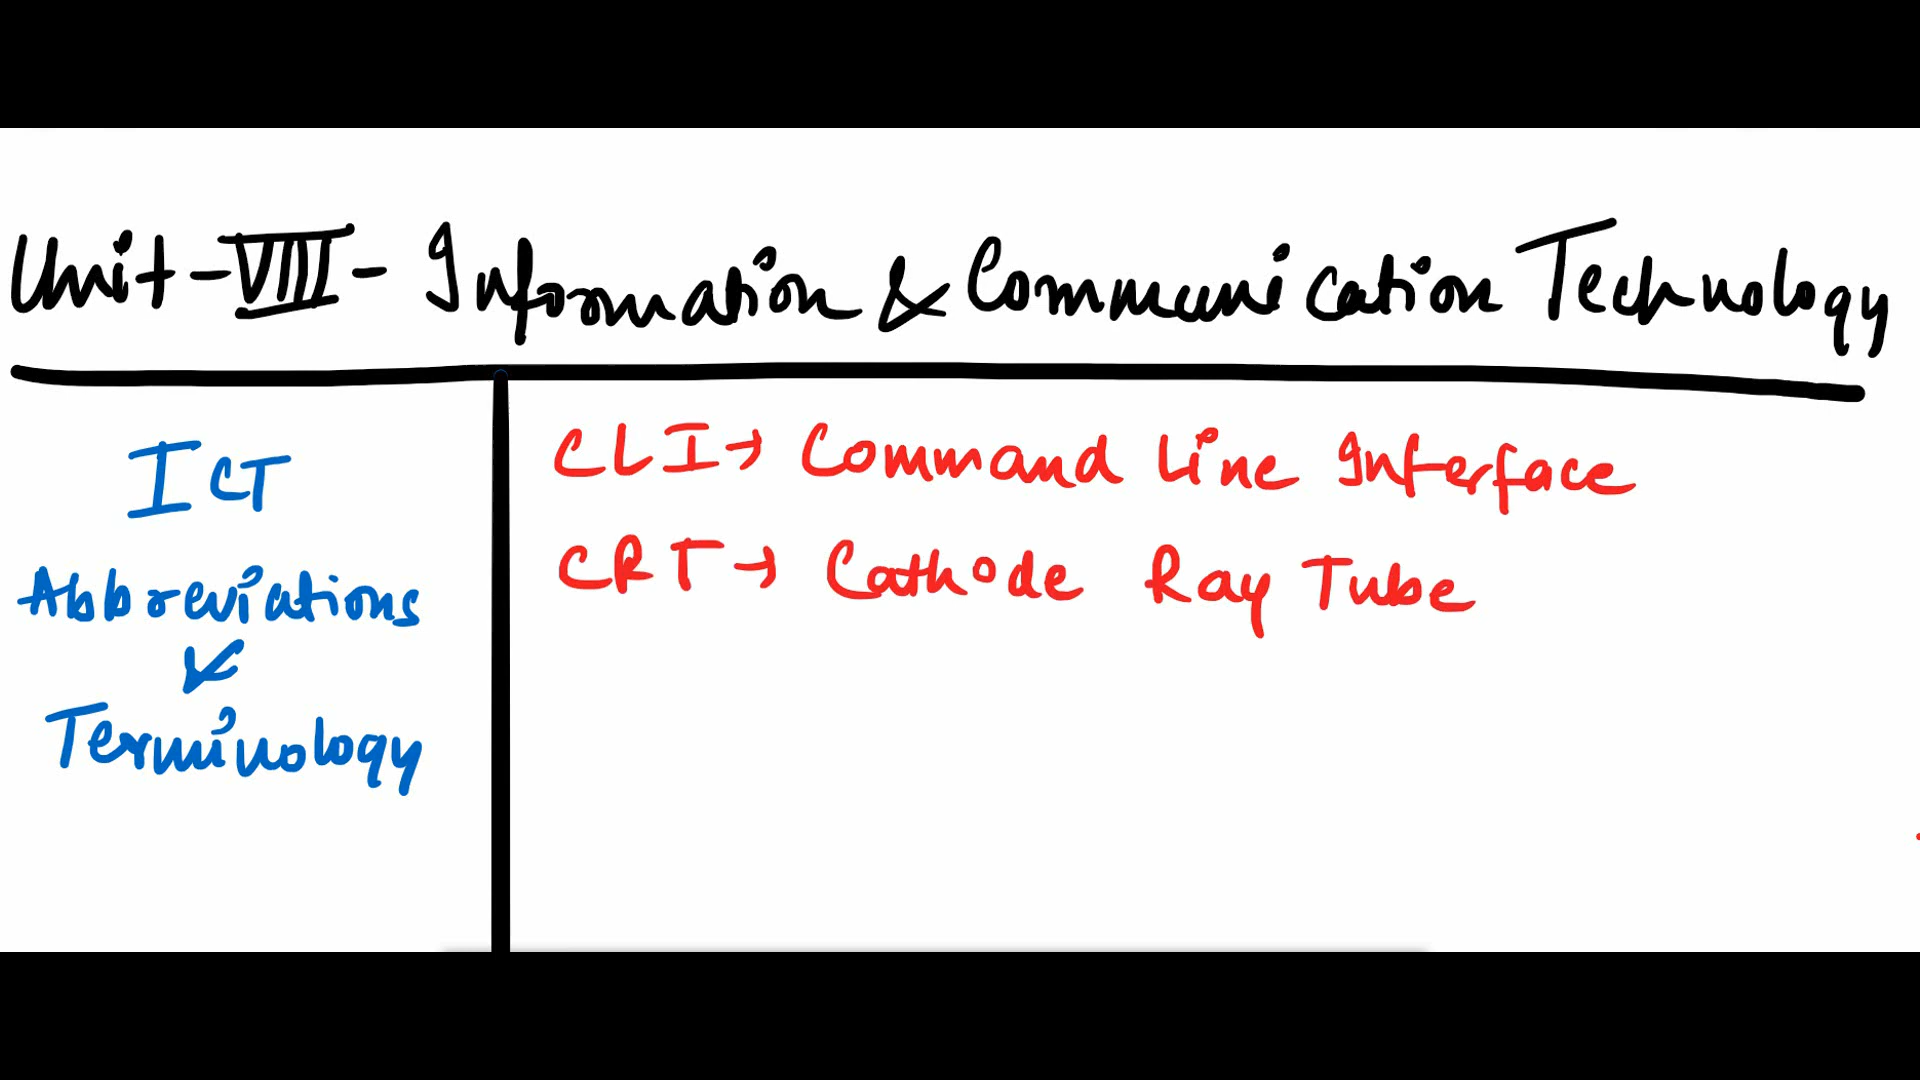 Unit-VIII- Information & Communication Technology
ICT
Abbreviations
&
Terminology
CLI→ Command Line Interface
CRT→ Cathode Ray Tube